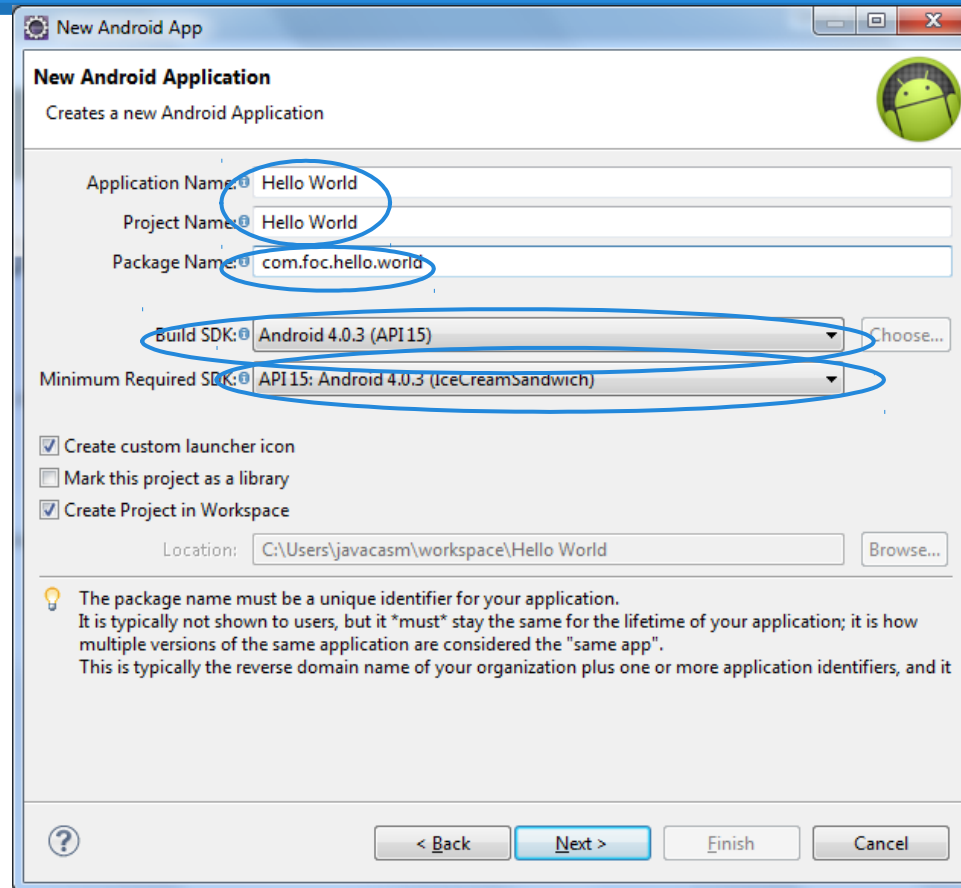 New Android App
New Android Application
Creates a new Android Application
Application Name: Hello World
Project Name: Hello World
Package Name: com.foc.hello.world
Build SDK: Android 4.0.3 (API 15)
Choose...
Minimum Required SDK: API 15: Android 4.0.3 (IceCreamSandwich)
Create custom launcher icon
Mark this project as a library
Create Project in Workspace
Location: C:\Users\javacasm\workspace\Hello World
Browse...
The package name must be a unique identifier for your application.
It is typically not shown to users, but it *must* stay the same for the lifetime of your application; it is how
multiple versions of the same application are considered the "same app".
This is typically the reverse domain name of your organization plus one or more application identifiers, and it
< Back
Next >
Finish
Cancel